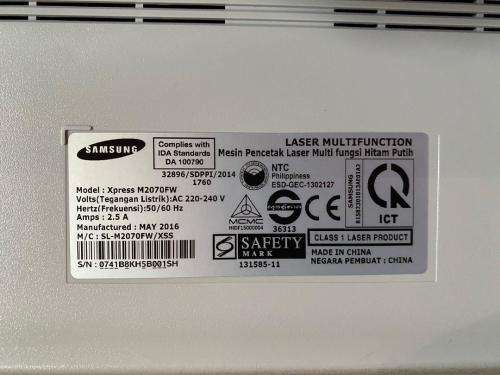 SAMSUNG
Complies with
IDA Standards
DA 100790
LASER MULTIFUNCTION
Mesin Pencetak Laser Multi fungsi Hitam Putih
32896/SDPPI/2014
1760
NTC
Philippines
ESD-GEC-1302127
SAMSUNG
Model: Xpress M2070FW
Volts(Tegangan Listrik):AC 220-240 V
Hertz(Frekuensi):50/60 Hz
Amps : 2.5 A
Manufactured : MAY 2016
M/C : SL-M2070FW/XSS
S/N : 0741B8KH5B001SH
MCMC
36313
ICT
SAFETY
MARK
131585-11
CLASS 1 LASER PRODUCT
MADE IN CHINA
NEGARA PEMBUAT : CHINA